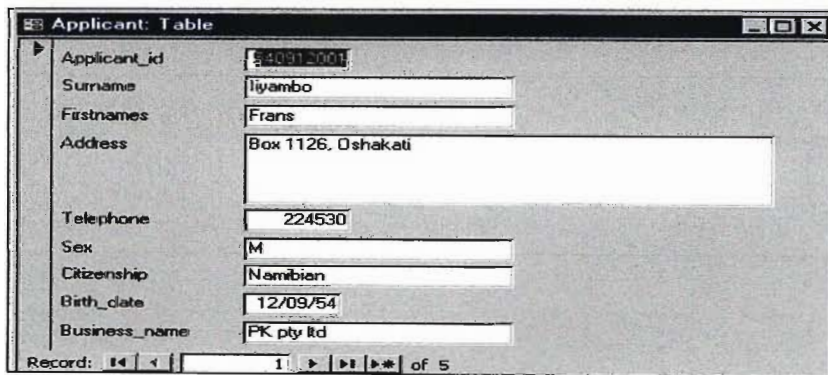 Applicant: Table
Applicant_id
Surname Iiyambo
Firstnames Frans
Address Box 1126, Oshakati
Telephone 224530
Sex M
Citizenship Namibian
Birth_date 12/09/54
Business_name PK pty ltd
Record: 1 of 5